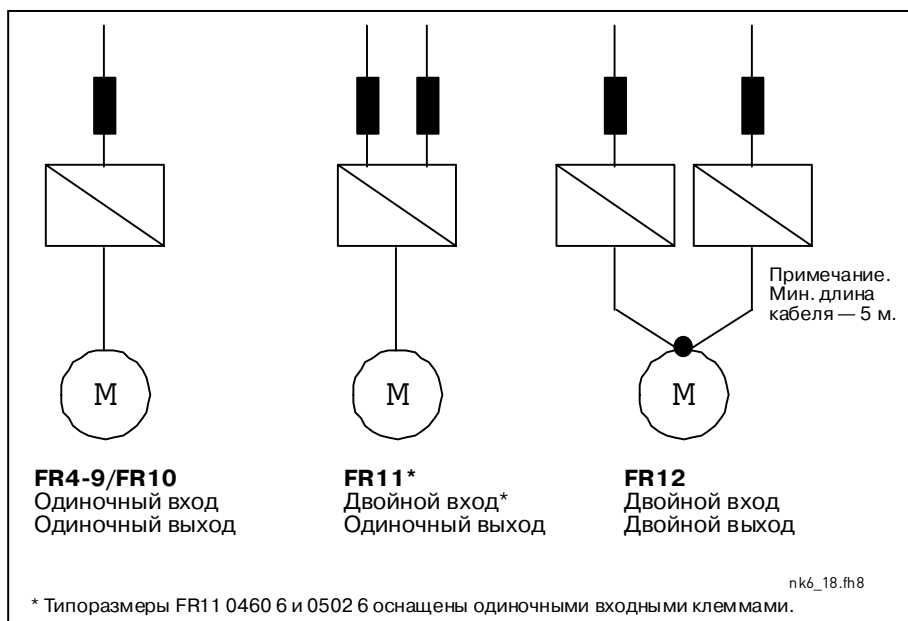 Примечание.
Мин. длина
кабеля — 5 м.
M
M
M
FR4-9/FR10
Одиночный вход
Одиночный выход
FR11*
Двойной вход*
Одиночный выход
FR12
Двойной вход
Двойной выход
nk6_18.fh8
* Типоразмеры FR11 0460 6 и 0502 6 оснащены одиночными входными клеммами.